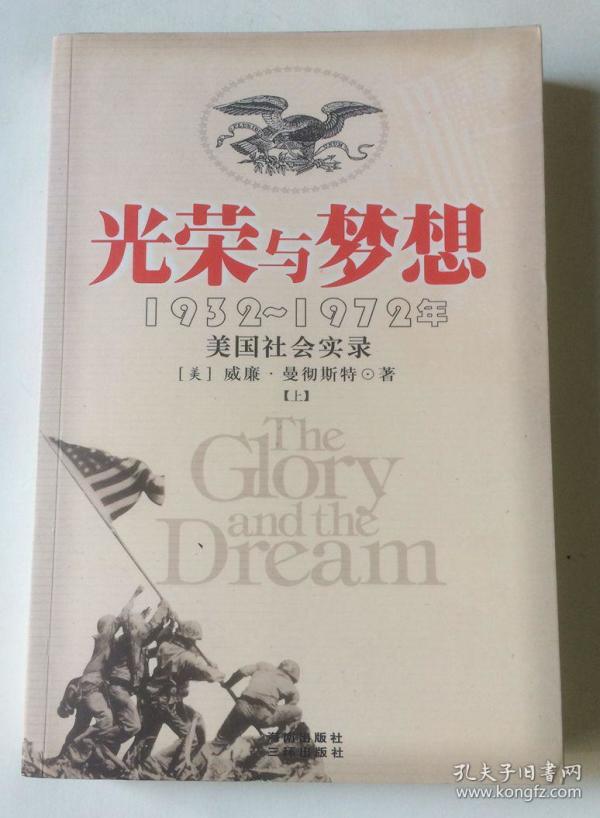 光荣与梦想
1932~1972年
美国社会实录
[美] 威廉·曼彻斯特⊙著
【上】
The
Glory
and the
Dream
海南出版社
三环出版社
孔夫子旧书网
www.kongfz.com